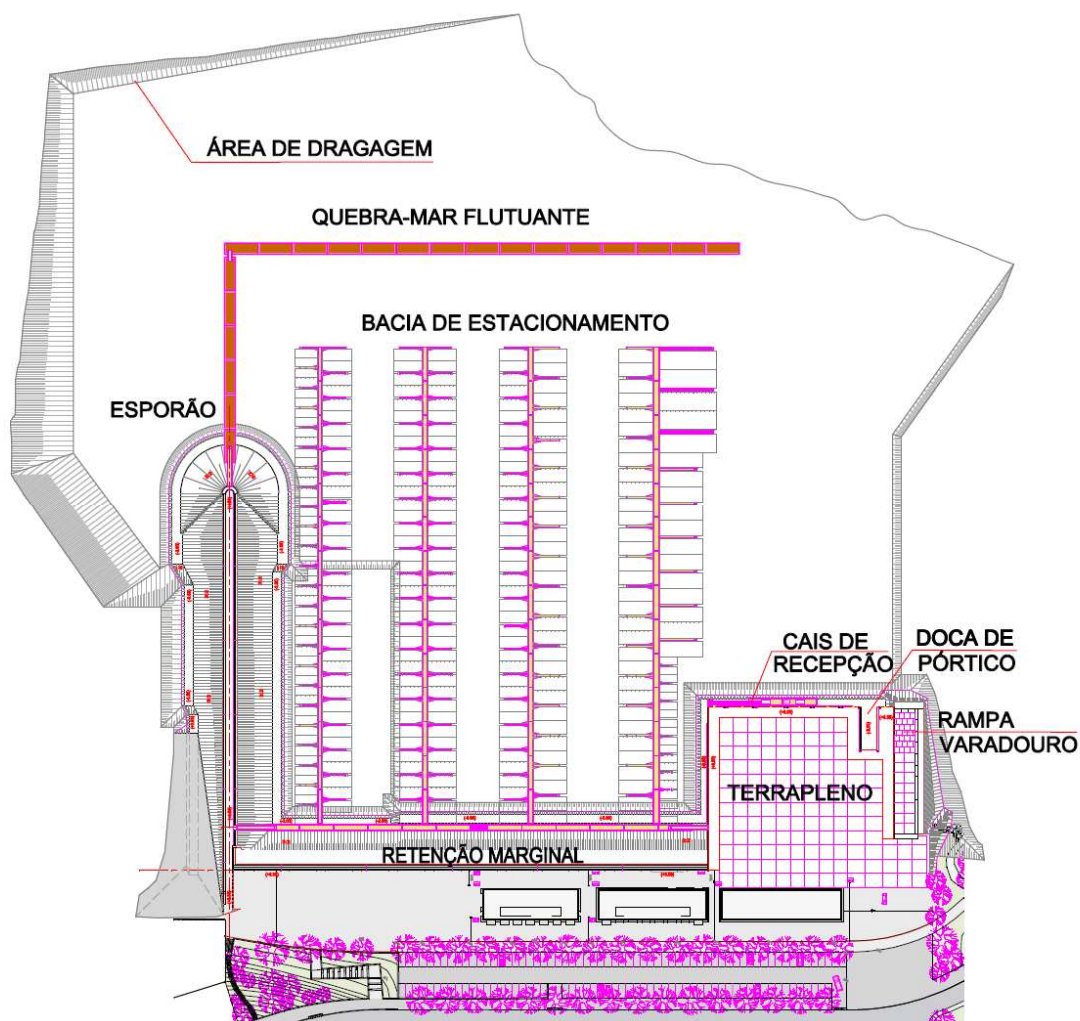 ÁREA DE DRAGAGEM
QUEBRA-MAR FLUTUANTE
BACIA DE ESTACIONAMENTO
ESPORÃO
CAIS DE
RECEPÇÃO
DOCA DE
PÓRTICO
RAMPA
VARADOURO
TERRAPLENO
RETENÇÃO MARGINAL